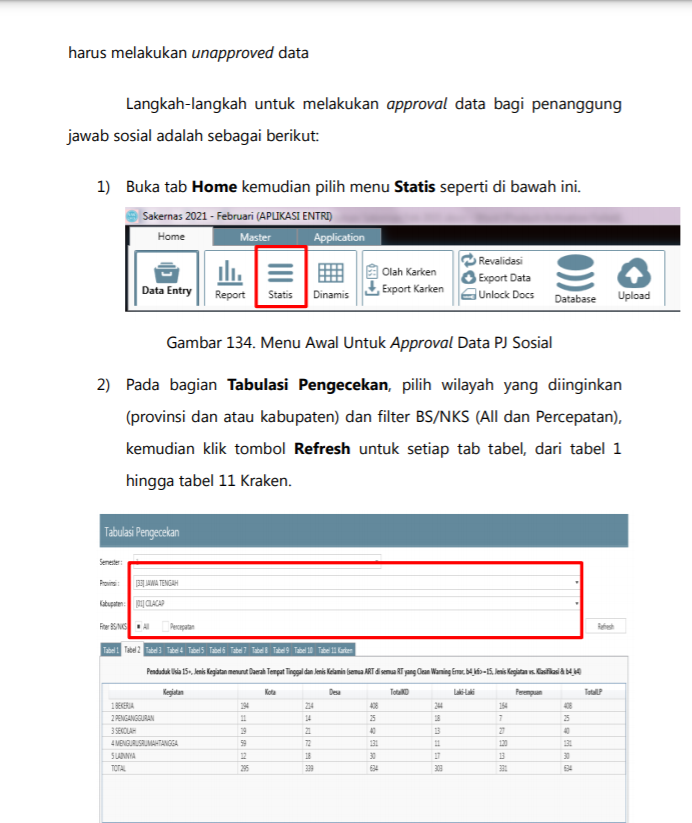 harus melakukan unapproved data
Langkah-langkah untuk melakukan approval data bagi penanggung
jawab sosial adalah sebagai berikut:
1) Buka tab Home kemudian pilih menu Statis seperti di bawah ini.
Sakernas 2021 - Februari (APLIKASI ENTRI)
Home Master Application
Data Entry Report Statis Dinamis Olah Karken Export Karken Revalidasi Export Data Unlock Docs Database Upload
Gambar 134. Menu Awal Untuk Approval Data PJ Sosial
2) Pada bagian Tabulasi Pengecekan, pilih wilayah yang diinginkan
(provinsi dan atau kabupaten) dan filter BS/NKS (All dan Percepatan),
kemudian klik tombol Refresh untuk setiap tab tabel, dari tabel 1
hingga tabel 11 Kraken.
Tabulasi Pengecekan
Semester :
Provinsi : [33] JAWA TENGAH
Kabupaten : [01] CILACAP
Filter BS/NKS All Percepatan Refresh
Tabel 1 Tabel 2 Tabel 3 Tabel 4 Tabel 5 Tabel 6 Tabel 7 Tabel 8 Tabel 9 Tabel 10 Tabel 11 Karken
Penduduk Usia 15+, Jenis Kegiatan menurut Daerah Tempat Tinggal dan Jenis Kelamin (semua ART di semua RT yang Clean Warning Error, b4_k6>=15, Jenis Kegiatan vs. Klasifikasi & b4_k4)
Kegiatan Kota Desa TotalKD Laki-Laki Perempuan TotalLP
1 BEKERJA 194 214 408 244 164 408
2 PENGANGGURAN 11 14 25 18 7 25
3 SEKOLAH 19 21 40 13 27 40
4 MENGURUSRUMAHTANGGA 59 72 131 11 120 131
5 LAINNYA 12 18 30 17 13 30
TOTAL 295 339 634 303 331 634